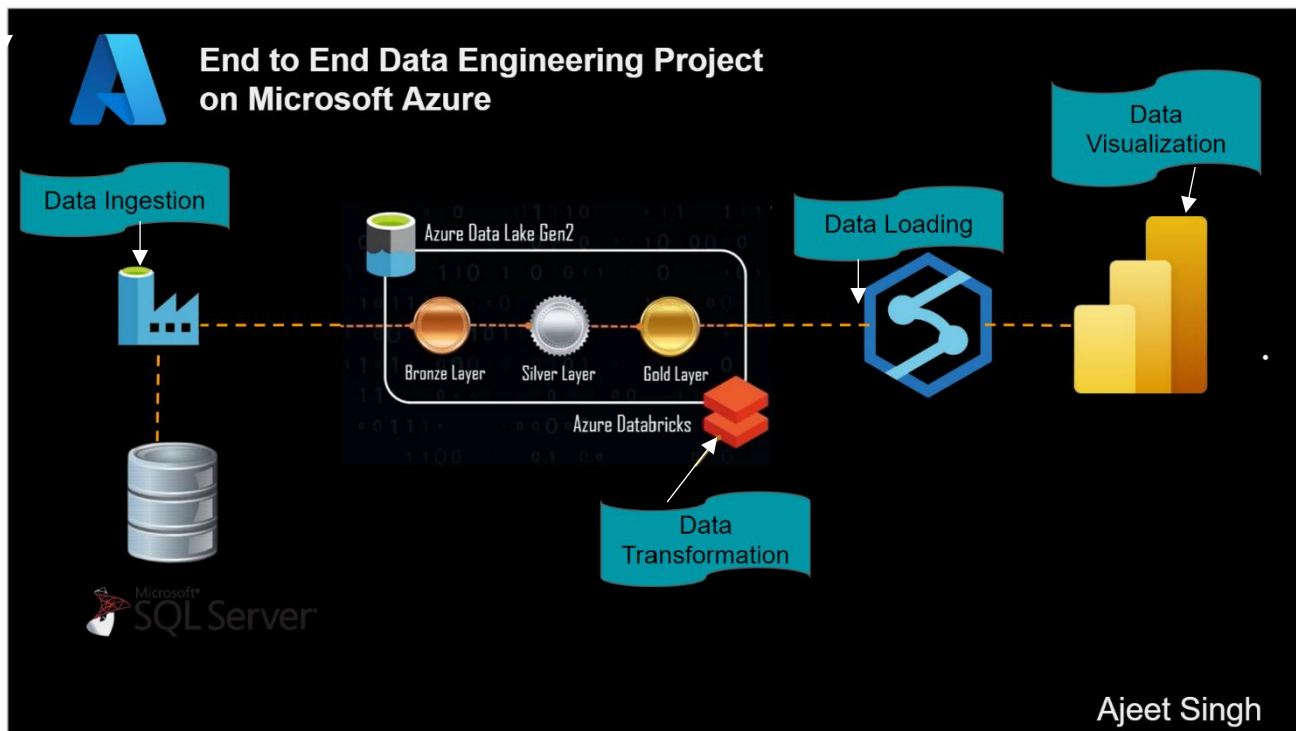 End to End Data Engineering Project
on Microsoft Azure
Data
Visualization
Data Ingestion
Azure Data Lake Gen2
Data Loading
Bronze Layer
Silver Layer
Gold Layer
Azure Databricks
Data
Transformation
Microsoft®
SQL Server
Ajeet Singh